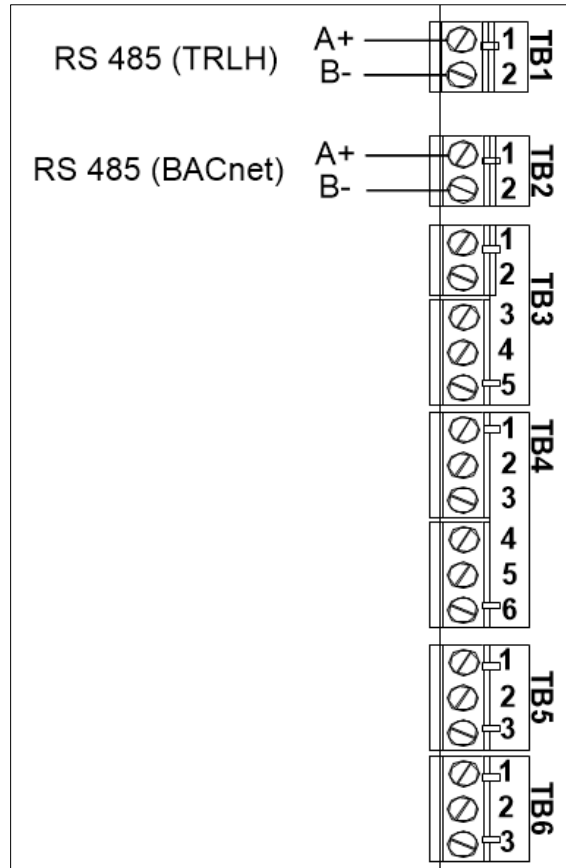 A+ 1 TB1
RS 485 (TRLH)
B- 2
A+ 1 TB2
RS 485 (BACnet)
B- 2
1
2
TB3
3
4
5
1 TB4
2
3
4
5
6
1
2 TB5
3
1
2 TB6
3